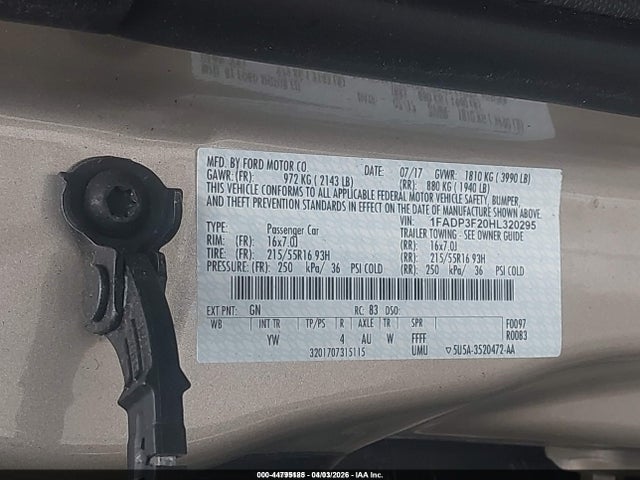 MFD. BY FORD MOTOR CO. DATE: 07/17 GVWR: 1810 KG ( 3990 LB)
GAWR: (FR): 972 KG ( 2143 LB) (RR): 880 KG ( 1940 LB)
THIS VEHICLE CONFORMS TO ALL APPLICABLE FEDERAL MOTOR VEHICLE SAFETY, BUMPER,
AND THEFT PREVENTION STANDARDS IN EFFECT ON THE DATE OF MANUFACTURE SHOWN ABOVE.
VIN: 1FADP3F20HL320295
TYPE: Passenger Car TRAILER TOWING - SEE OWNER GUIDE
RIM: (FR): 16x7.0J (RR): 16x7.0J
TIRE: (FR): 215/55R16 93H (RR): 215/55R16 93H
PRESSURE: (FR): 250 kPa/ 36 PSI COLD (RR): 250 kPa/ 36 PSI COLD
EXT PNT: GN RC: 83 DSO:
WB INT TR TP/PS R AXLE TR SPR F0097
YW 4 AU W FFFF R0083
3201707315115 UMU ▽5U5A-3520472-AA
04/03/2026 - IAA Inc.